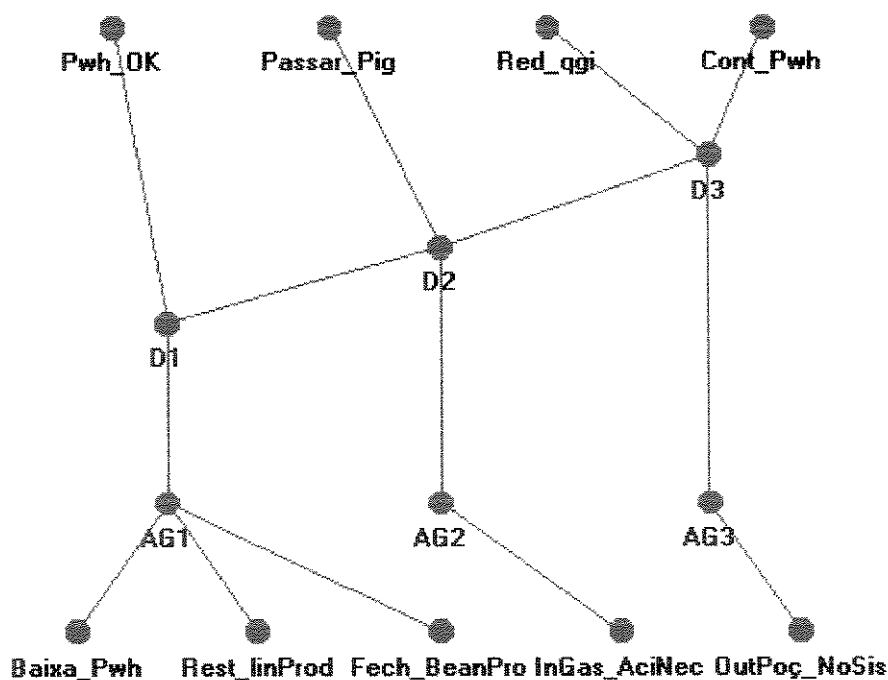 Pwh_OK Passar_Pig Red_qgi Cont_Pwh
D3
D2
D1
AG1 AG2 AG3
Baixa_Pwh Rest_linProd Fech_BeanPro InGas_AciNec OutPoç_NoSis